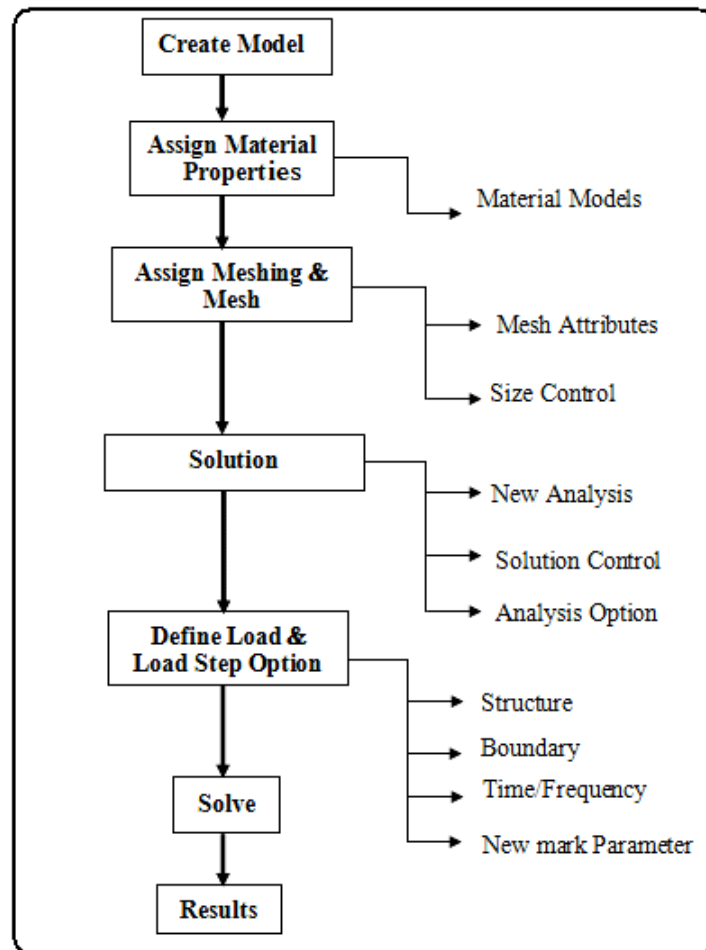 Create Model
Assign Material
Properties
Material Models
Assign Meshing &
Mesh
Mesh Attributes
Size Control
Solution
New Analysis
Solution Control
Analysis Option
Define Load &
Load Step Option
Structure
Boundary
Time/Frequency
New mark Parameter
Solve
Results